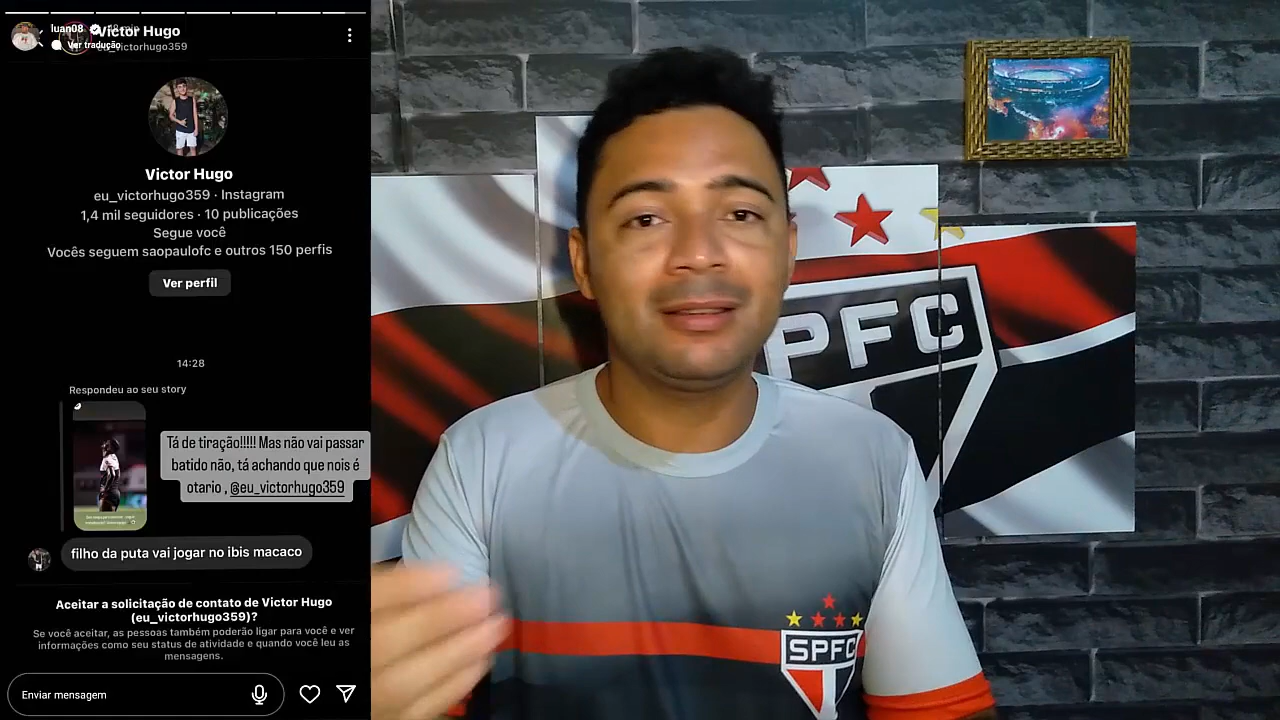 luan08 18 min
Ver tradução
Victor Hugo
eu_victorhugo359
Victor Hugo
eu_victorhugo359 · Instagram
1,4 mil seguidores · 10 publicações
Segue você
Vocês seguem saopaulofc e outros 150 perfis
Ver perfil
14:28
Respondeu ao seu story
Tá de tiração!!!!! Mas não vai passar
batido não, tá achando que nois é
otario , @eu_victorhugo359
filho da puta vai jogar no ibis macaco
Aceitar a solicitação de contato de Victor Hugo
(eu_victorhugo359)?
Se você aceitar, as pessoas também poderão ligar para você e ver
informações como seu status de atividade e quando você leu as
mensagens.
Enviar mensagem
SPFC
SPFC